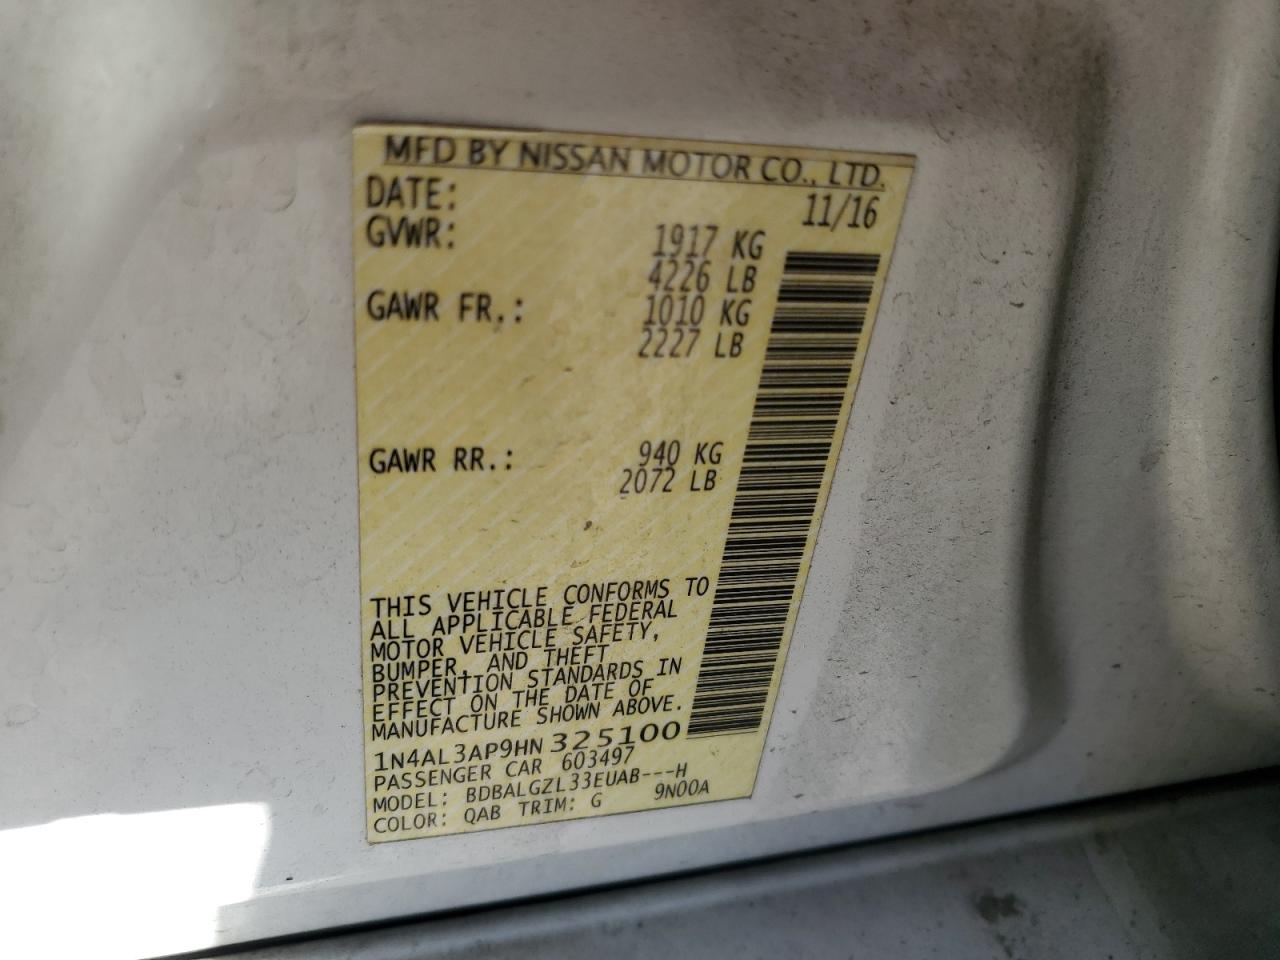 MFD BY NISSAN MOTOR CO., LTD.
DATE: 11/16
GVWR: 1917 KG
4226 LB
GAWR FR.: 1010 KG
2227 LB
GAWR RR.: 940 KG
2072 LB
THIS VEHICLE CONFORMS TO
ALL APPLICABLE FEDERAL
MOTOR VEHICLE SAFETY,
BUMPER, AND THEFT
PREVENTION STANDARDS IN
EFFECT ON THE DATE OF
MANUFACTURE SHOWN ABOVE.
1N4AL3AP9HN 325100
PASSENGER CAR 603497
MODEL: BDBALGZL33EUAB---H
COLOR: QAB TRIM: G 9N00A